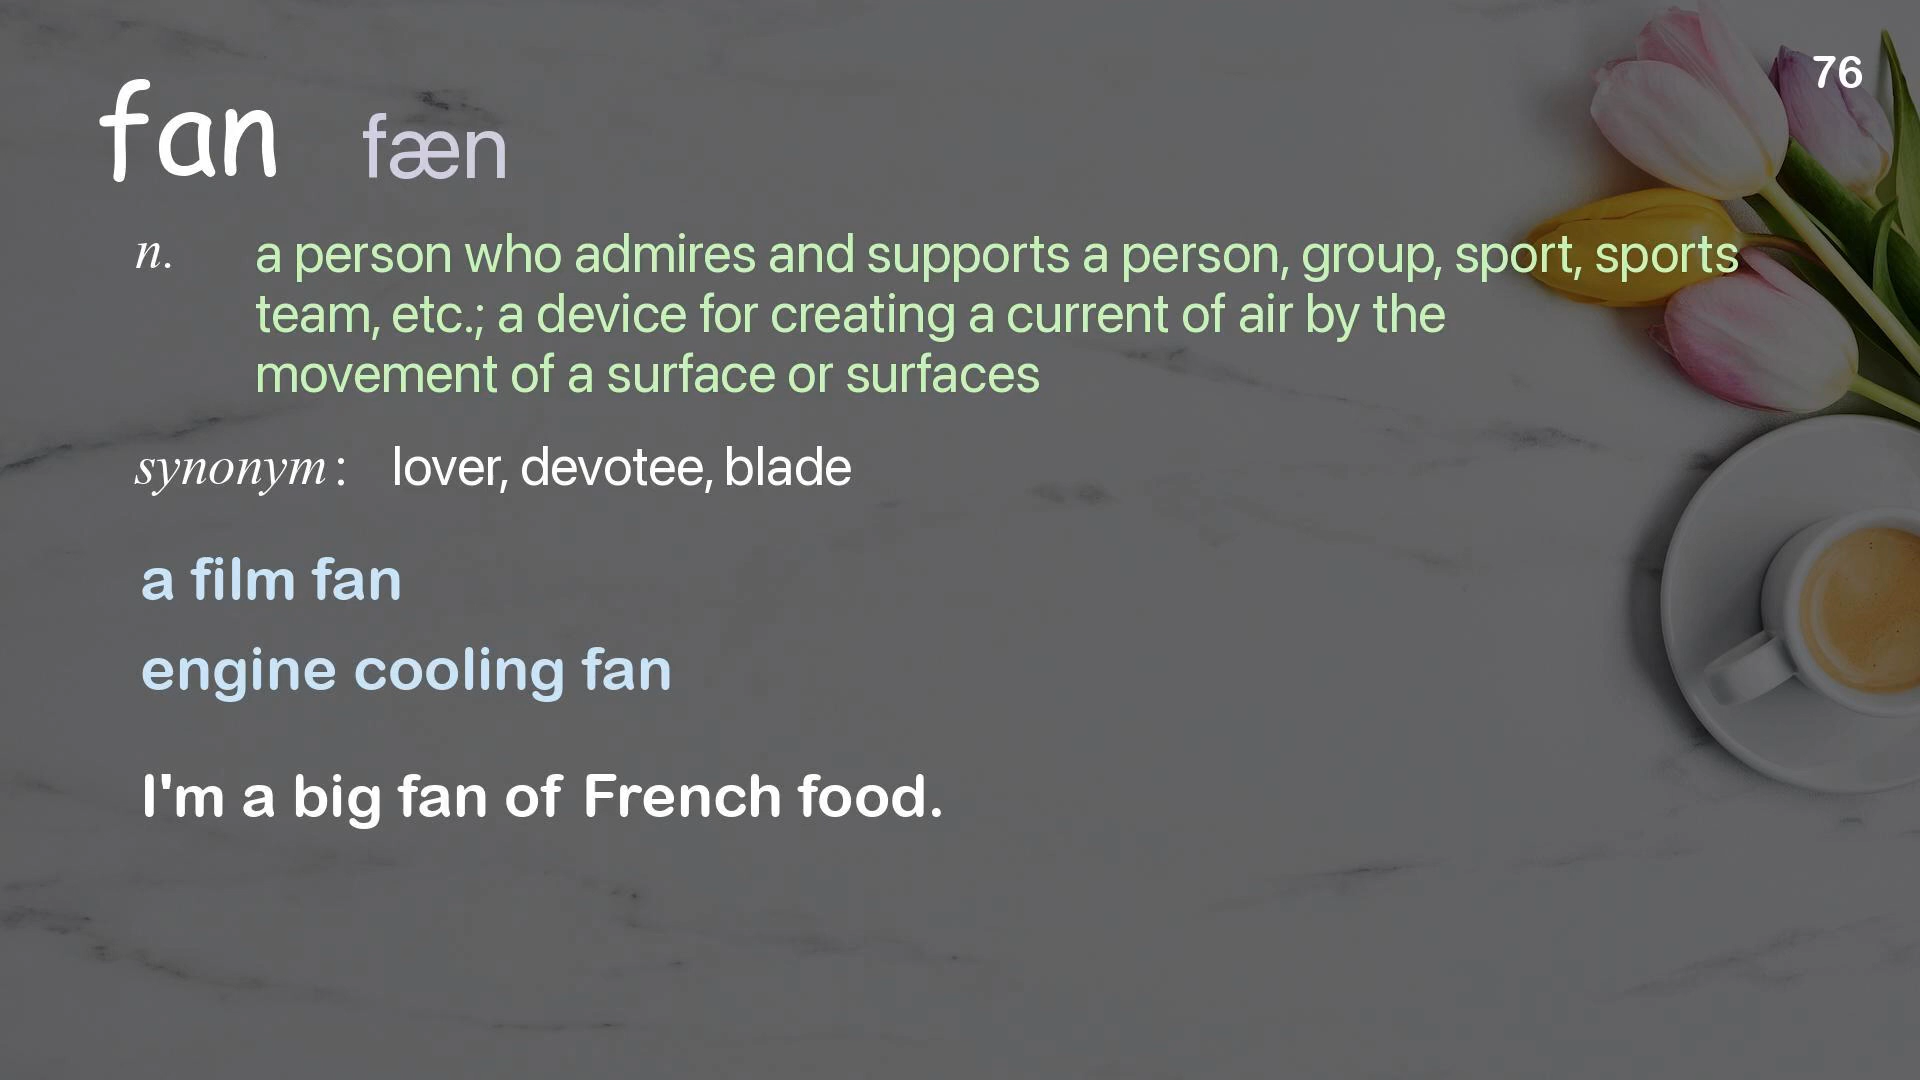 76
fan fæn
n. a person who admires and supports a person, group, sport, sports
team, etc.; a device for creating a current of air by the
movement of a surface or surfaces
synonym: lover, devotee, blade
a film fan
engine cooling fan
I'm a big fan of French food.